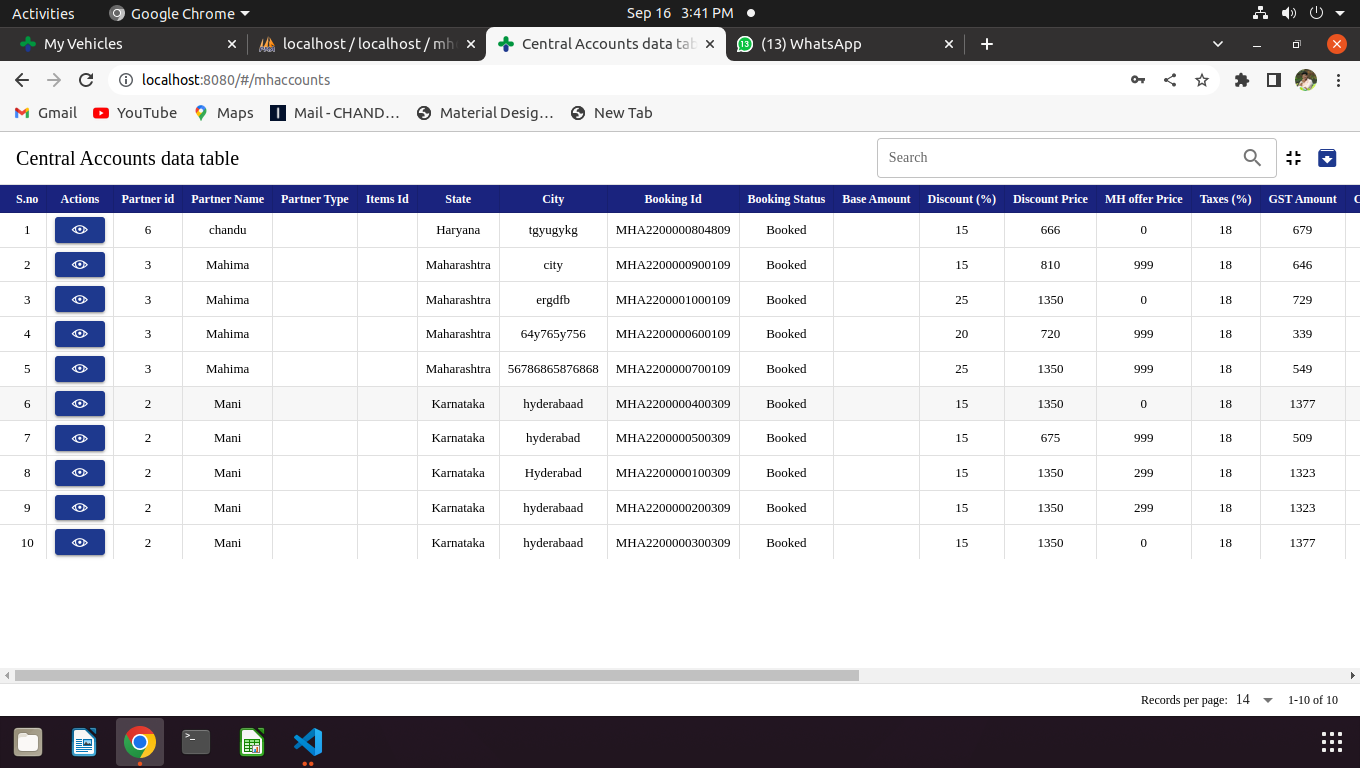 Activities Google Chrome Sep 16 3:41 PM
My Vehicles localhost / localhost / mh Central Accounts data tab 13 (13) WhatsApp
localhost:8080/#/mhaccounts
Gmail YouTube Maps Mail - CHAND... Material Desig... New Tab
Central Accounts data table Search
S.no Actions Partner id Partner Name Partner Type Items Id State City Booking Id Booking Status Base Amount Discount (%) Discount Price MH offer Price Taxes (%) GST Amount
1 6 chandu Haryana tgyugykg MHA2200000804809 Booked 15 666 0 18 679
2 3 Mahima Maharashtra city MHA2200000900109 Booked 15 810 999 18 646
3 3 Mahima Maharashtra ergdfb MHA2200001000109 Booked 25 1350 0 18 729
4 3 Mahima Maharashtra 64y765y756 MHA2200000600109 Booked 20 720 999 18 339
5 3 Mahima Maharashtra 56786865876868 MHA2200000700109 Booked 25 1350 999 18 549
6 2 Mani Karnataka hyderabaad MHA2200000400309 Booked 15 1350 0 18 1377
7 2 Mani Karnataka hyderabad MHA2200000500309 Booked 15 675 999 18 509
8 2 Mani Karnataka Hyderabad MHA2200000100309 Booked 15 1350 299 18 1323
9 2 Mani Karnataka hyderabaad MHA2200000200309 Booked 15 1350 299 18 1323
10 2 Mani Karnataka hyderabaad MHA2200000300309 Booked 15 1350 0 18 1377
Records per page: 14 1-10 of 10